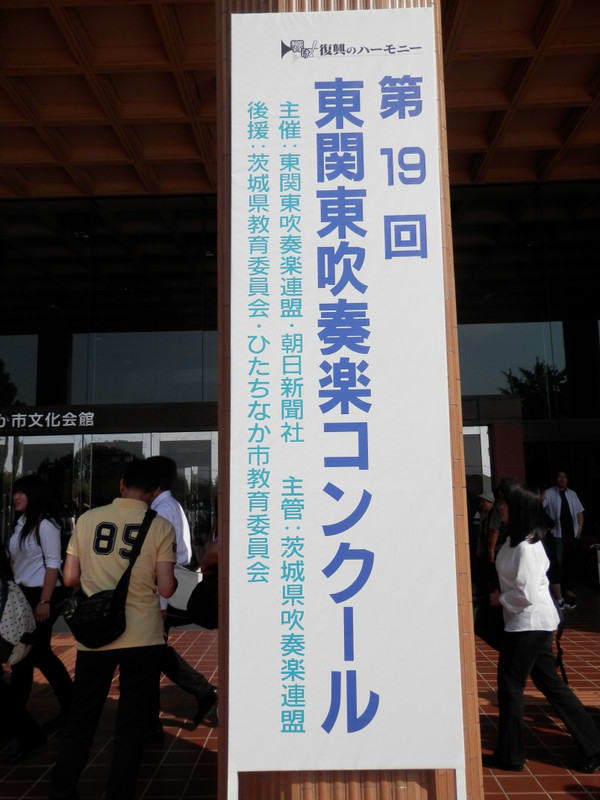 復興のハーモニー
第19回
東関東吹奏楽コンクール
主催：東関東吹奏楽連盟・朝日新聞社 主管：茨城県吹奏楽連盟
後援：茨城県教育委員会・ひたちなか市教育委員会
か市文化会館
89